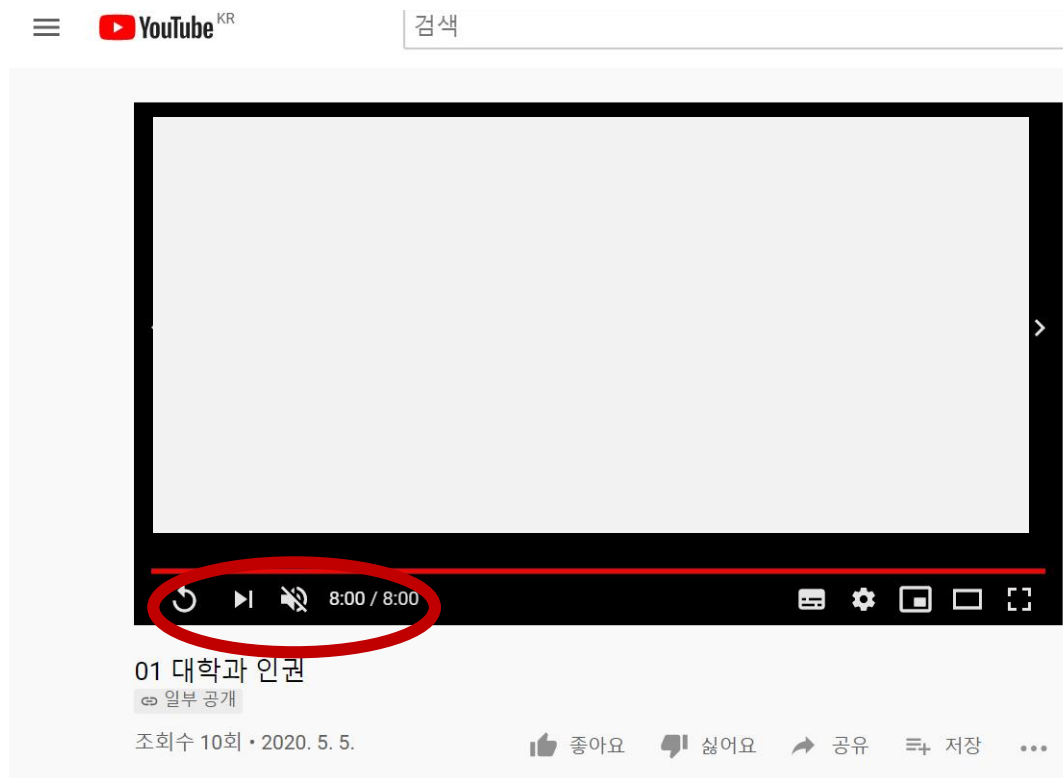 YouTube KR
검색
8:00 / 8:00
01 대학과 인권
일부 공개
조회수 10회 • 2020. 5. 5.
좋아요 싫어요 공유 저장